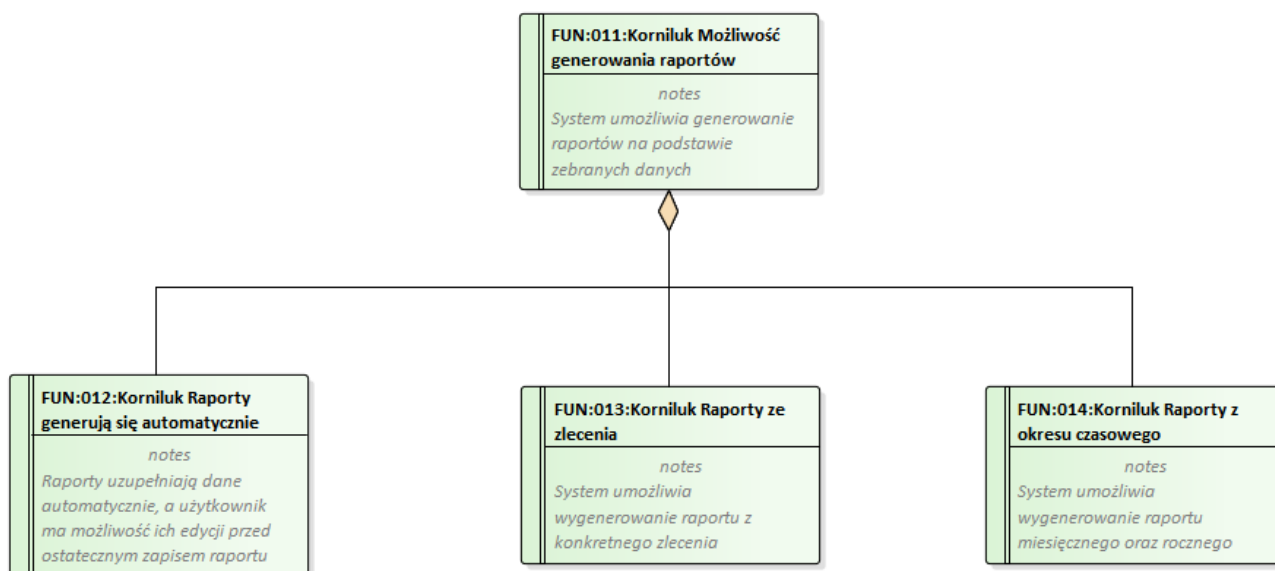 FUN:011:Korniluk Możliwość
generowania raportów
notes
System umożliwia generowanie
raportów na podstawie
zebranych danych
FUN:012:Korniluk Raporty
generują się automatycznie
notes
Raporty uzupełniają dane
automatycznie, a użytkownik
ma możliwość ich edycji przed
ostatecznym zapisem raportu
FUN:013:Korniluk Raporty ze
zlecenia
notes
System umożliwia
wygenerowanie raportu z
konkretnego zlecenia
FUN:014:Korniluk Raporty z
okresu czasowego
notes
System umożliwia
wygenerowanie raportu
miesięcznego oraz rocznego